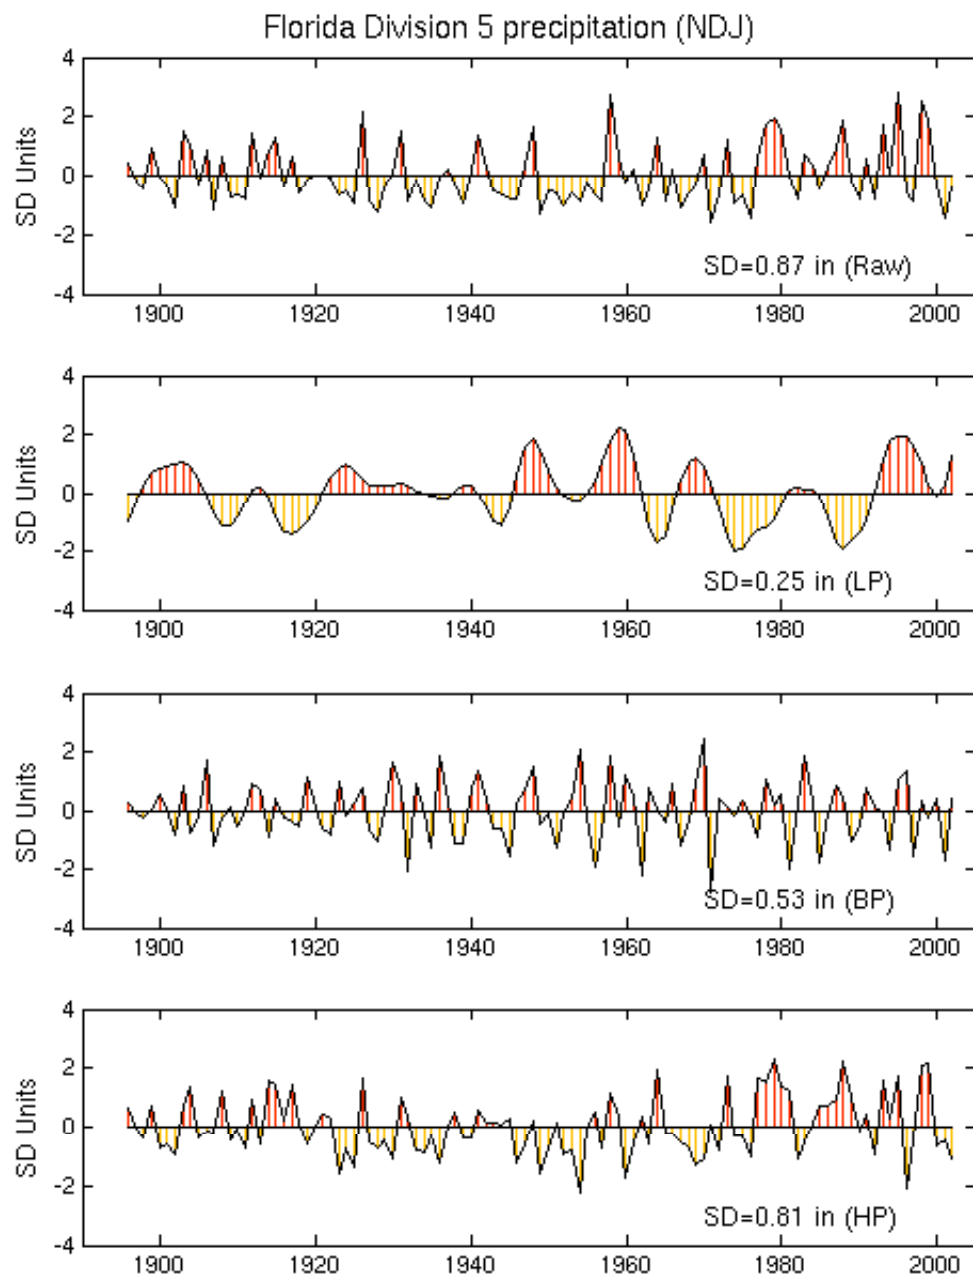 Florida Division 5 precipitation (NDJ)
4
2
0
-2
-4
SD Units
SD=0.87 in (Raw)
1900 1920 1940 1960 1980 2000
4
2
0
-2
-4
SD Units
SD=0.25 in (LP)
1900 1920 1940 1960 1980 2000
4
2
0
-2
-4
SD Units
SD=0.53 in (BP)
1900 1920 1940 1960 1980 2000
4
2
0
-2
-4
SD Units
SD=0.81 in (HP)
1900 1920 1940 1960 1980 2000